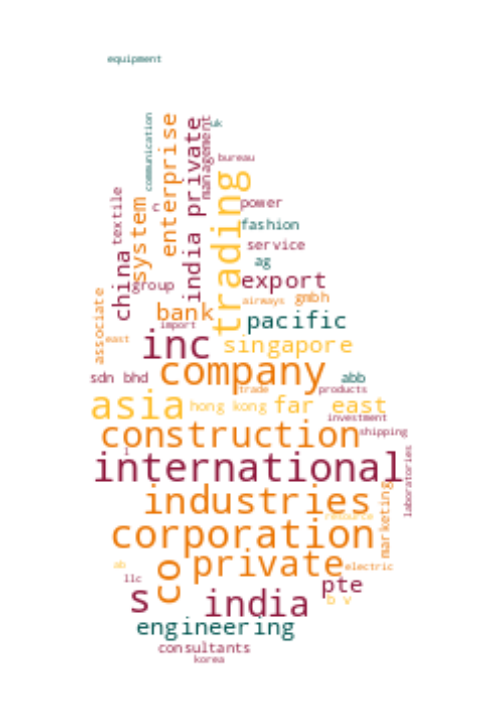 equipment
communication
enterprise
india private
management
uk
bureau
trading
textile
system
n
power
fashion
service
ag
china
group
export
airways
gmbh
associate
bank
import
pacific
east
inc
singapore
company
sdn bhd
abb
trade
products
asia
hong kong
far east
investment
construction
shipping
l
international
laboratories
industries
marketing
resource
corporation
ab
co
private
electric
llc
pte
s
india
b v
engineering
consultants
korea